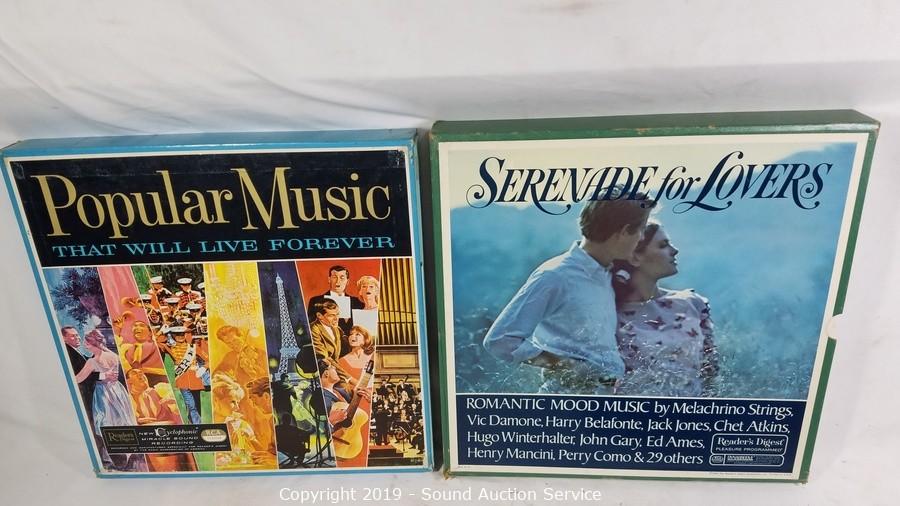 Popular Music
THAT WILL LIVE FOREVER
Reader's Digest
NEW Cyclophonic
MIRACLE SOUND
RECORDING
RCA
SERENADE for LOVERS
ROMANTIC MOOD MUSIC by Melachrino Strings,
Vic Damone, Harry Belafonte, Jack Jones, Chet Atkins,
Hugo Winterhalter, John Gary, Ed Ames,
Henry Mancini, Perry Como & 29 others
Reader's Digest
PLEASURE PROGRAMMED
Copyright 2019 - Sound Auction Service